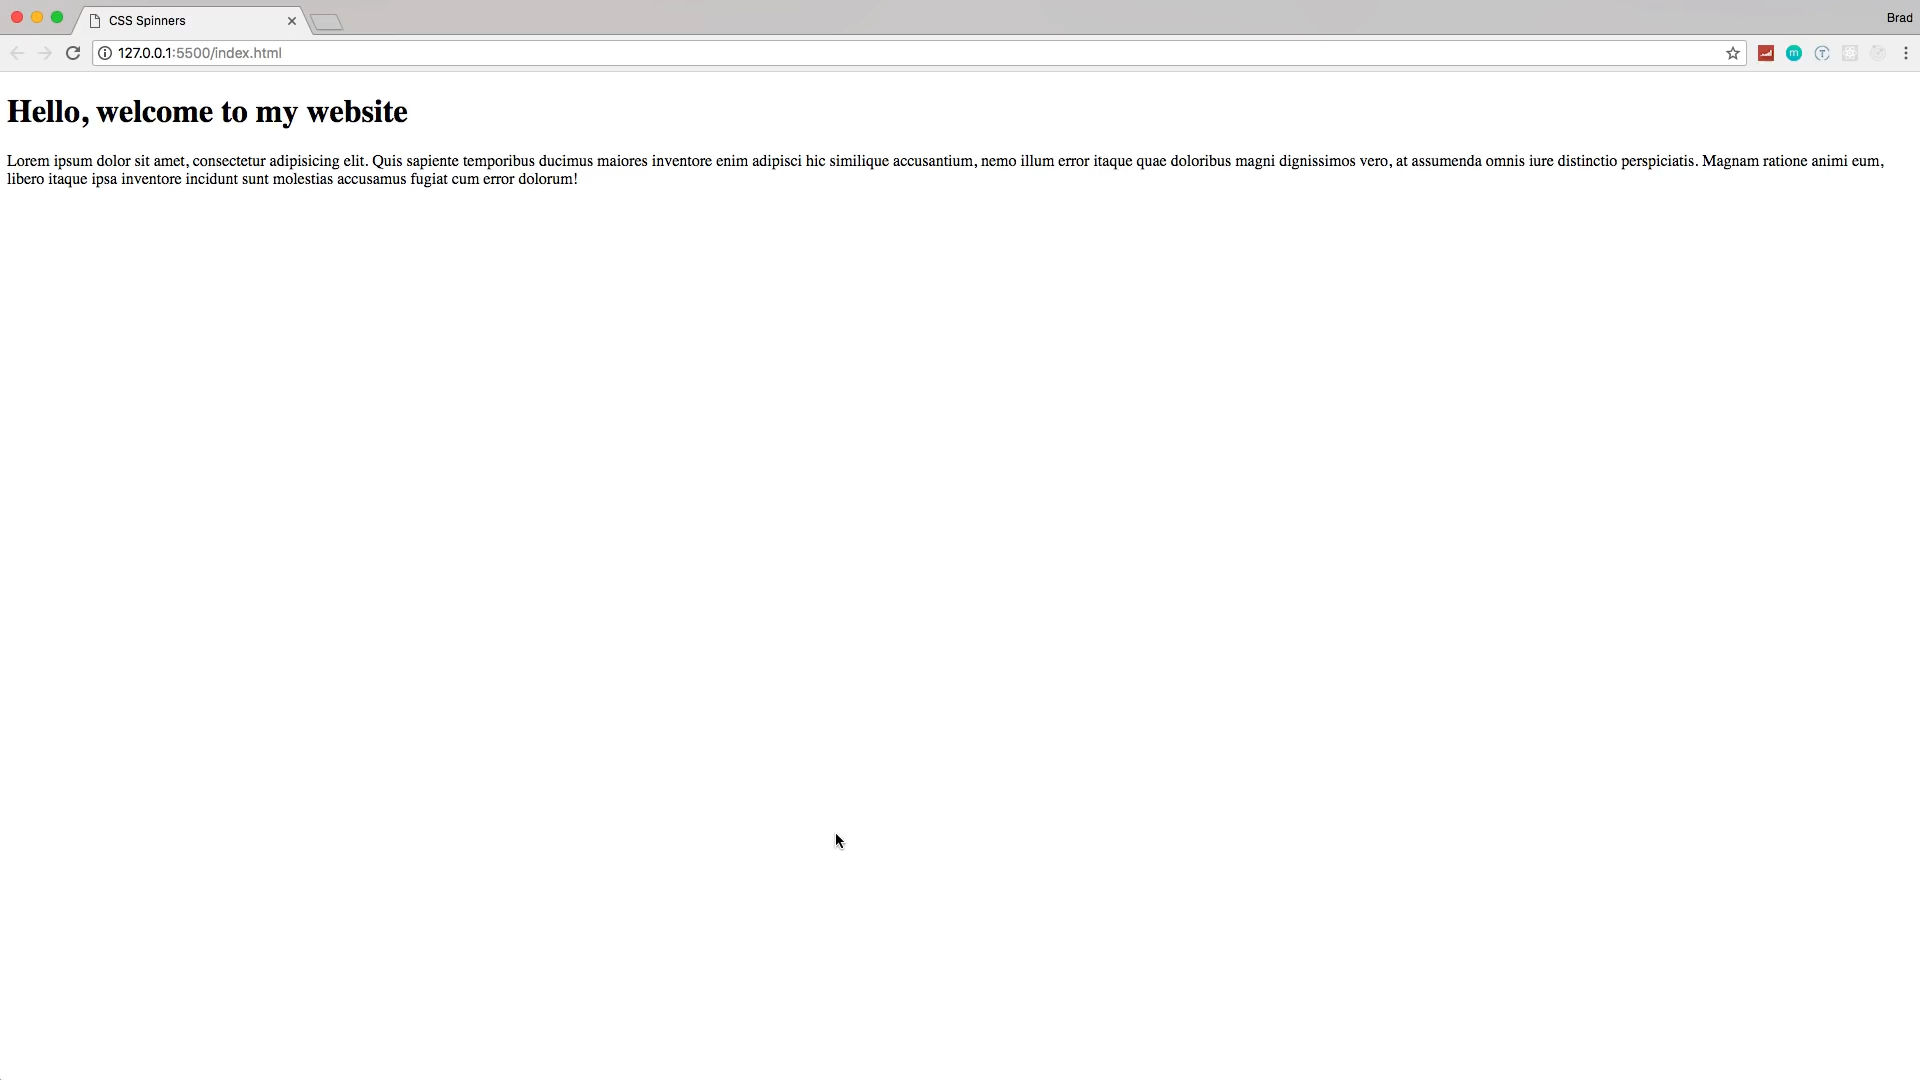 CSS Spinners
Brad
127.0.0.1:5500/index.html
Hello, welcome to my website
Lorem ipsum dolor sit amet, consectetur adipisicing elit. Quis sapiente temporibus ducimus maiores inventore enim adipisci hic similique accusantium, nemo illum error itaque quae doloribus magni dignissimos vero, at assumenda omnis iure distinctio perspiciatis. Magnam ratione animi eum,
libero itaque ipsa inventore incidunt sunt molestias accusamus fugiat cum error dolorum!